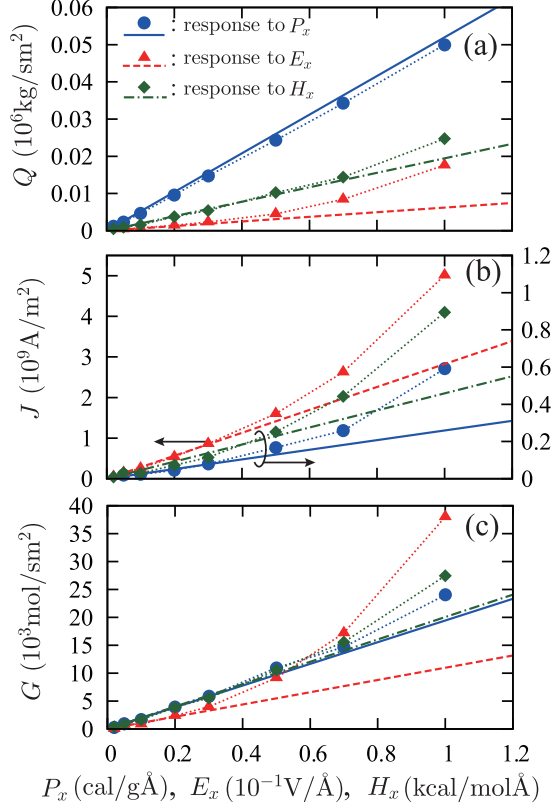 0.06
0.05
0.04
0.03
0.02
0.01
0
Q (10⁶kg/sm²)
: response to Pₓ
: response to Eₓ
: response to Hₓ
(a)
5
4
3
2
1
0
J (10⁹A/m²)
1.2
1
0.8
0.6
0.4
0.2
0
(b)
40
35
30
25
20
15
10
5
0
G (10³mol/sm²)
(c)
0 0.2 0.4 0.6 0.8 1 1.2
Pₓ (cal/gÅ), Eₓ (10⁻¹V/Å), Hₓ (kcal/molÅ)